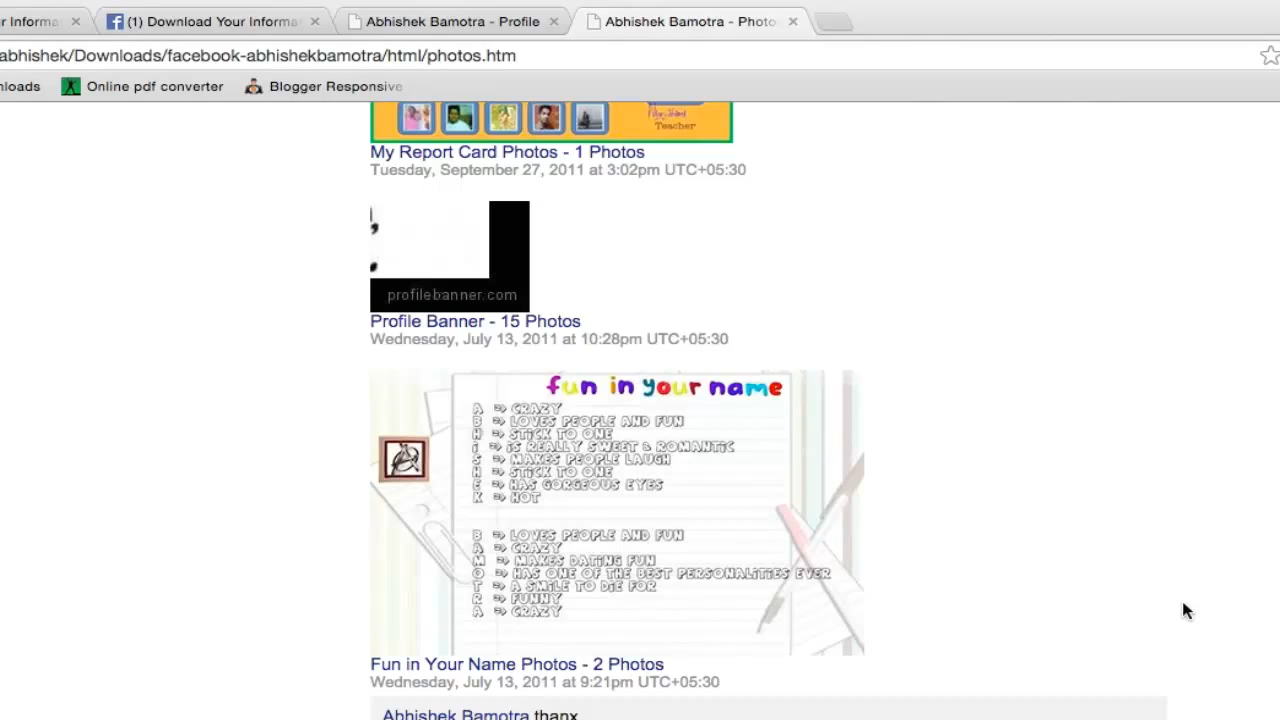 r Informa
(1) Download Your Informa
Abhishek Bamotra - Profile
Abhishek Bamotra - Photo
abhishek/Downloads/facebook-abhishekbamotra/html/photos.htm
nloads
Online pdf converter
Blogger Responsive
Teacher
My Report Card Photos - 1 Photos
Tuesday, September 27, 2011 at 3:02pm UTC+05:30
profilebanner.com
Profile Banner - 15 Photos
Wednesday, July 13, 2011 at 10:28pm UTC+05:30
fun in your name
A => CRAZY
B => LOVES PEOPLE AND FUN
H => STICK TO ONE
i => iS REALLY SWEET & ROMANTIC
S => MAKES PEOPLE LAUGH
H => STICK TO ONE
E => HAS GORGEOUS EYES
K => HOT
B => LOVES PEOPLE AND FUN
A => CRAZY
M => MAKES DATING FUN
O => HAS ONE OF THE BEST PERSONALITIES EVER
T => A SMILE TO DIE FOR
R => FUNNY
A => CRAZY
Fun in Your Name Photos - 2 Photos
Wednesday, July 13, 2011 at 9:21pm UTC+05:30
Abhishek Bamotra thanx